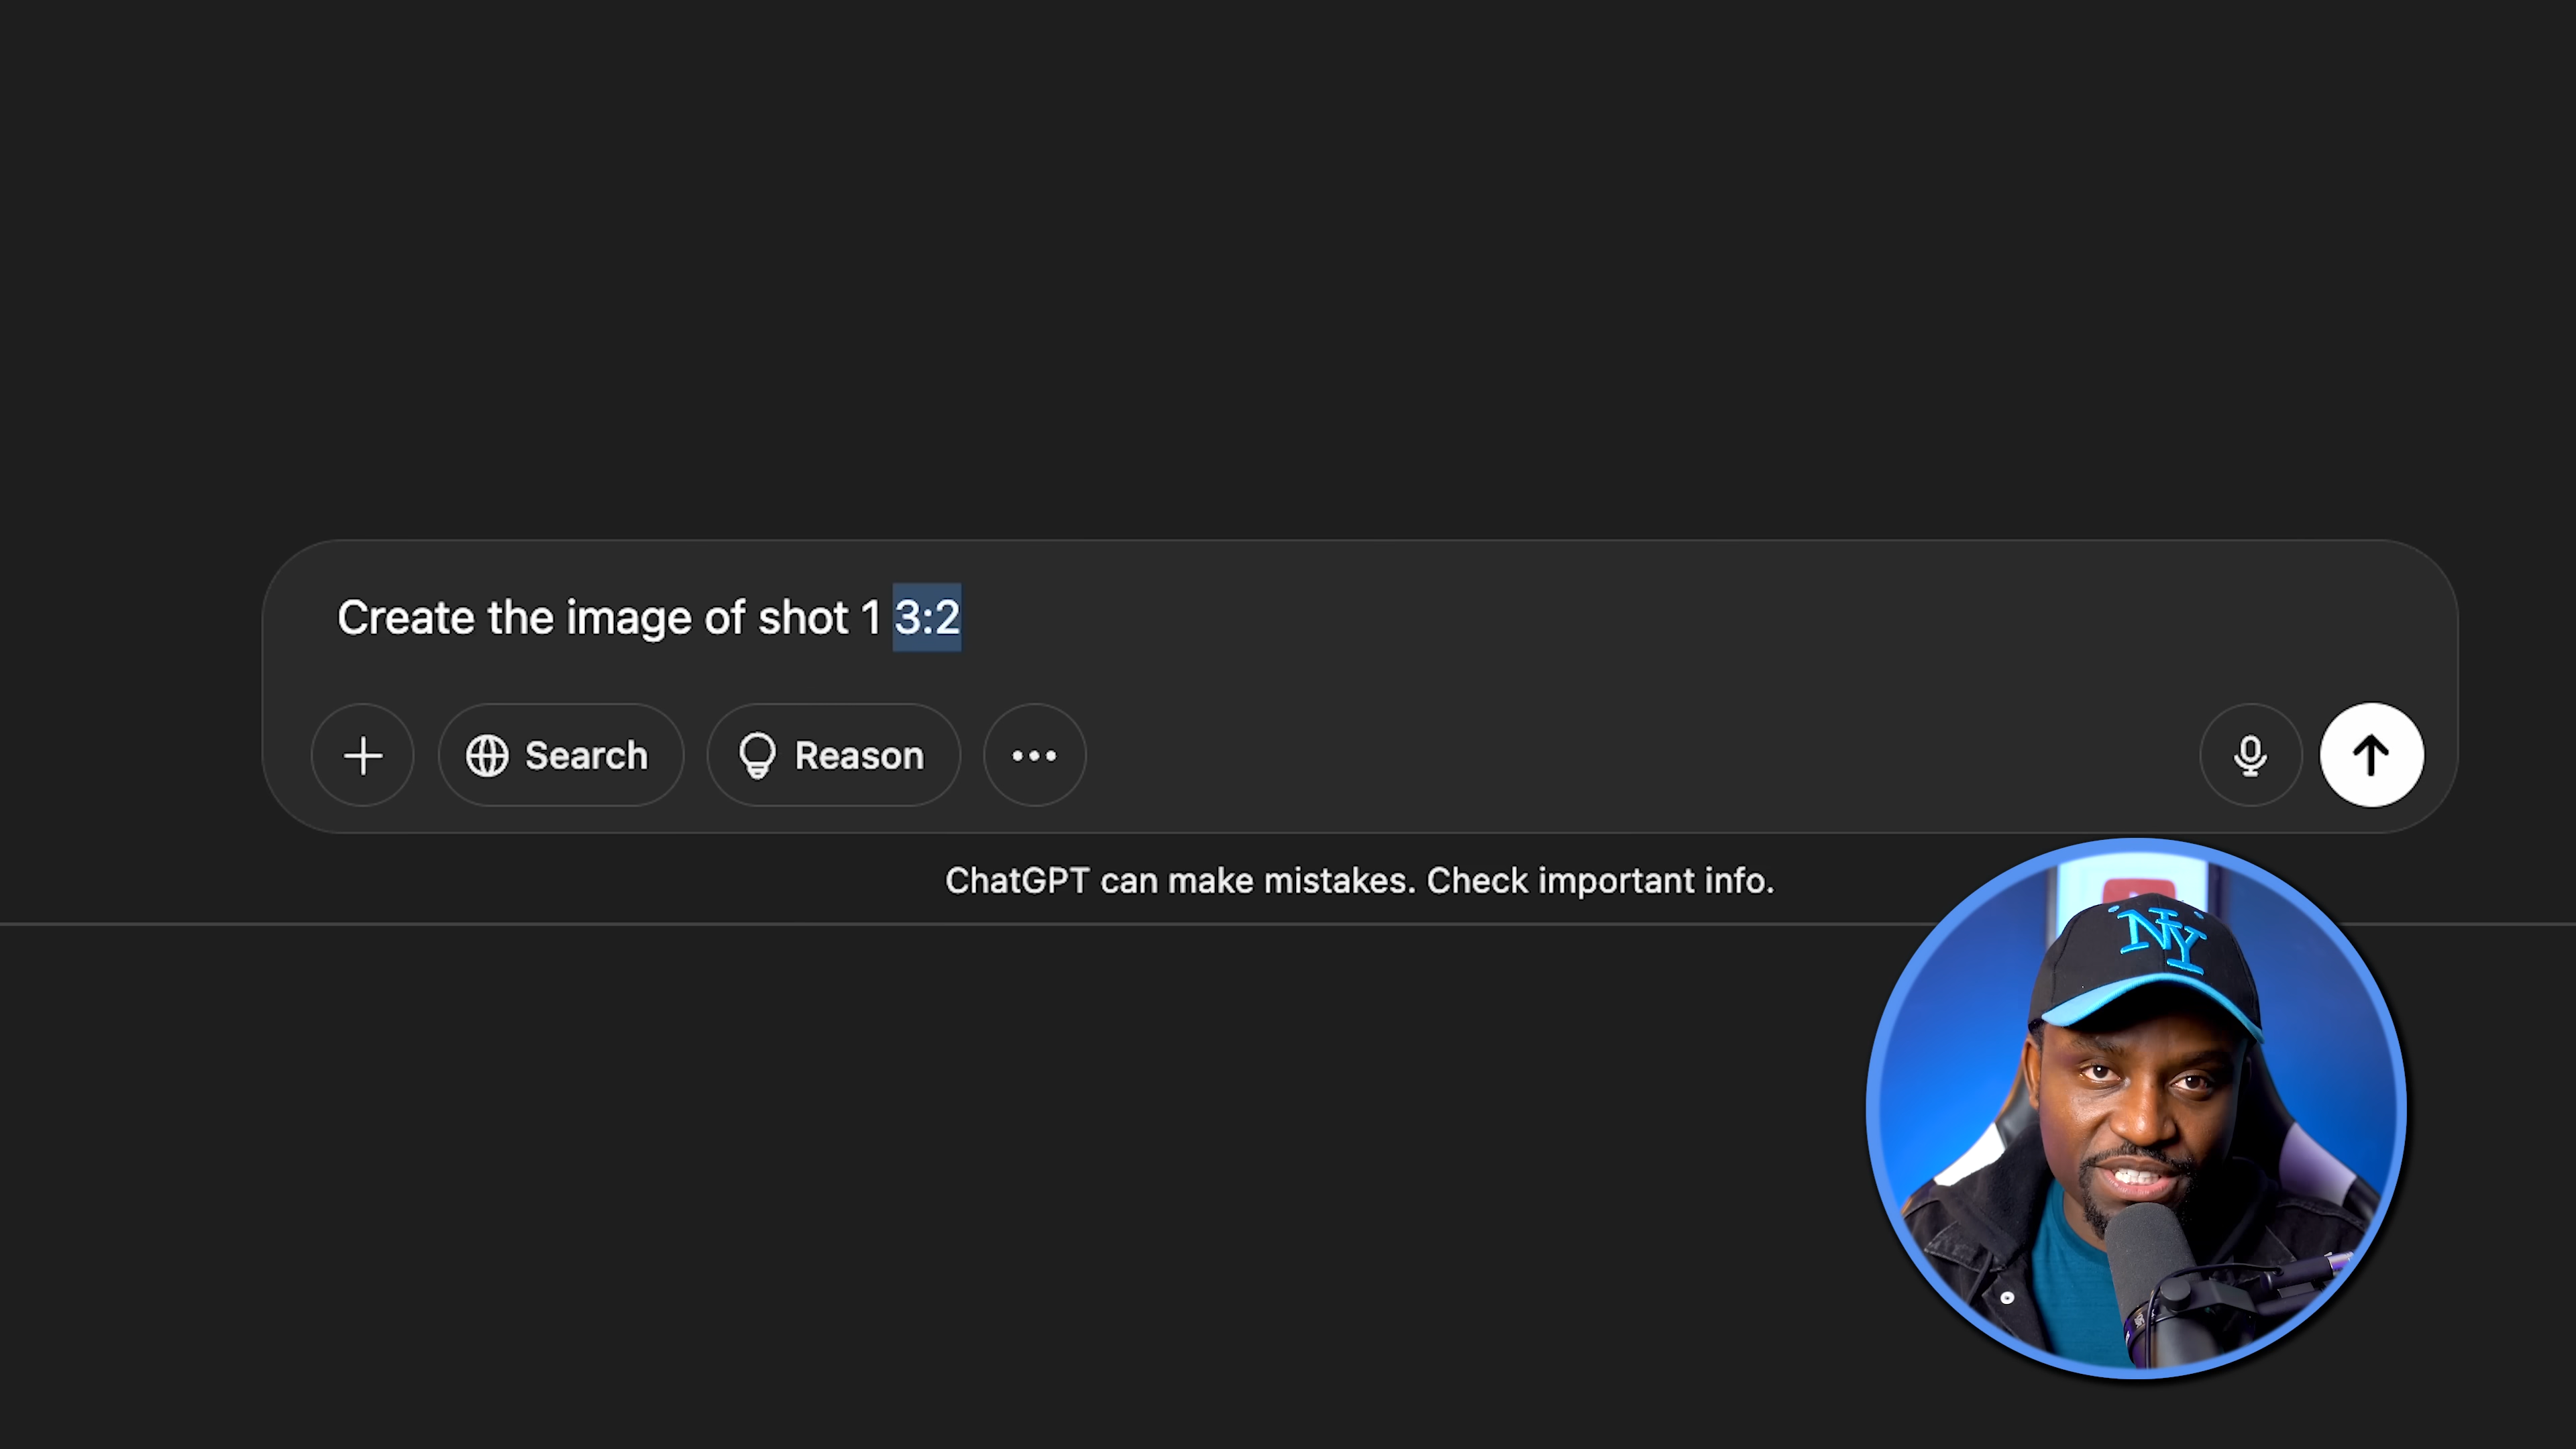 Create the image of shot 1 3:2
Search
Reason
ChatGPT can make mistakes. Check important info.
NY